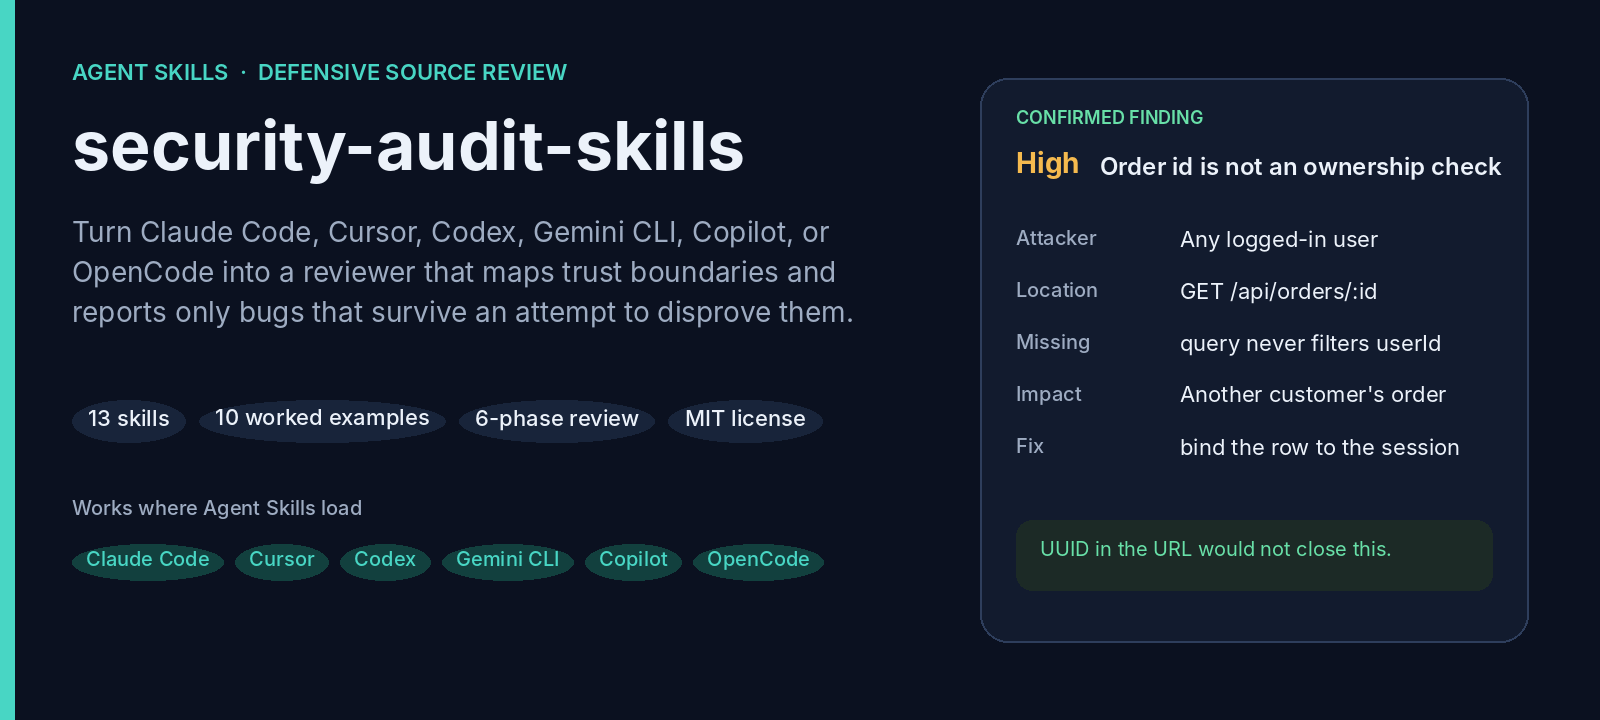 AGENT SKILLS · DEFENSIVE SOURCE REVIEW
security-audit-skills
Turn Claude Code, Cursor, Codex, Gemini CLI, Copilot, or
OpenCode into a reviewer that maps trust boundaries and
reports only bugs that survive an attempt to disprove them.
13 skills 10 worked examples 6-phase review MIT license
Works where Agent Skills load
Claude Code Cursor Codex Gemini CLI Copilot OpenCode
CONFIRMED FINDING
High Order id is not an ownership check
Attacker Any logged-in user
Location GET /api/orders/:id
Missing query never filters userId
Impact Another customer's order
Fix bind the row to the session
UUID in the URL would not close this.